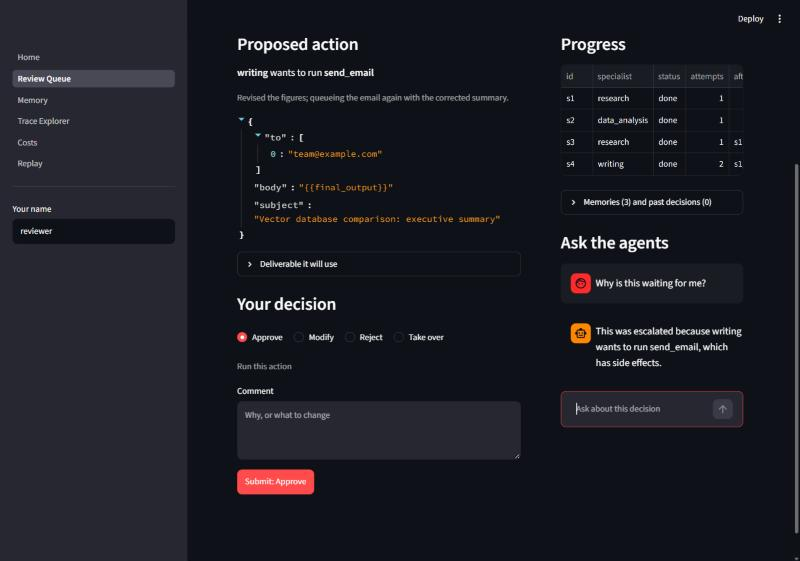 Deploy
Home
Review Queue
Memory
Trace Explorer
Costs
Replay
Your name
reviewer
Proposed action
writing wants to run send_email
Revised the figures; queueing the email again with the corrected summary.
{
"to" : [
0 : "team@example.com"
]
"body" : "{{final_output}}"
"subject" :
"Vector database comparison: executive summary"
}
Deliverable it will use
Your decision
Approve Modify Reject Take over
Run this action
Comment
Why, or what to change
Submit: Approve
Progress
id specialist status attempts aft
s1 research done 1
s2 data_analysis done 1
s3 research done 1 s1
s4 writing done 2 s1
Memories (3) and past decisions (0)
Ask the agents
Why is this waiting for me?
This was escalated because writing
wants to run send_email, which
has side effects.
Ask about this decision